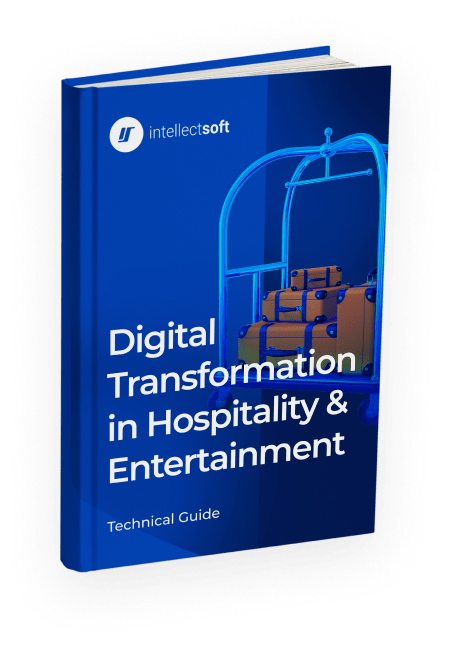 intellectsoft
Digital
Transformation
in Hospitality &
Entertainment
Technical Guide